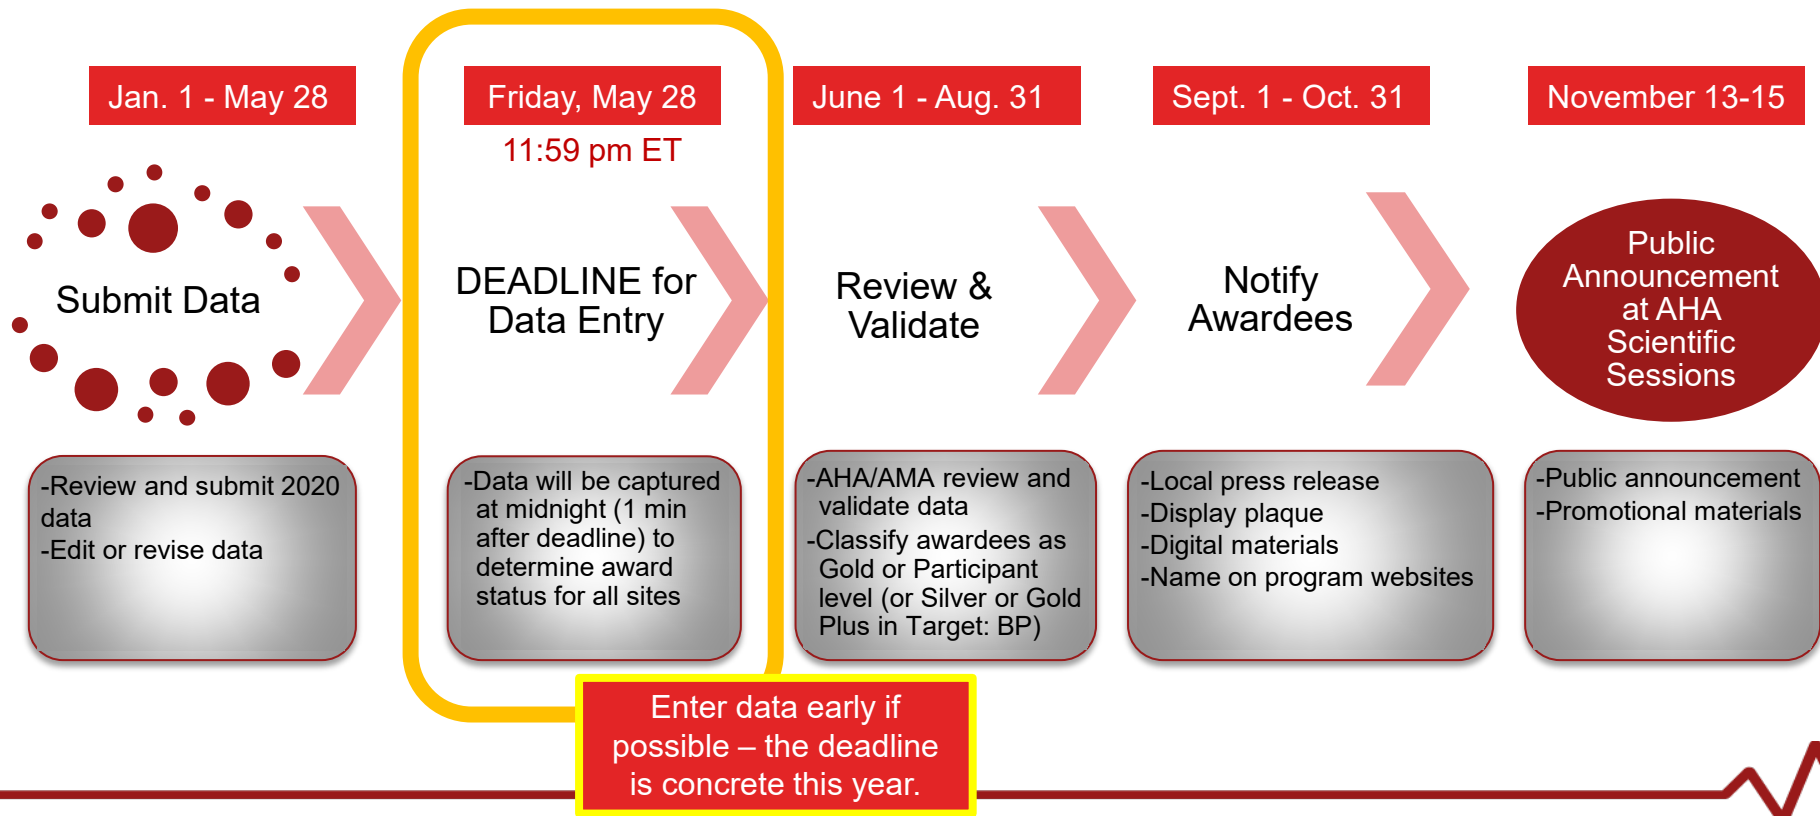 Jan. 1 - May 28
Friday, May 28
11:59 pm ET
June 1 - Aug. 31
Sept. 1 - Oct. 31
November 13-15
Submit Data
DEADLINE for
Data Entry
Review &
Validate
Notify
Awardees
Public
Announcement
at AHA
Scientific
Sessions
-Review and submit 2020
data
-Edit or revise data
-Data will be captured
at midnight (1 min
after deadline) to
determine award
status for all sites
-AHA/AMA review and
validate data
-Classify awardees as
Gold or Participant
level (or Silver or Gold
Plus in Target: BP)
-Local press release
-Display plaque
-Digital materials
-Name on program websites
-Public announcement
-Promotional materials
Enter data early if
possible – the deadline
is concrete this year.